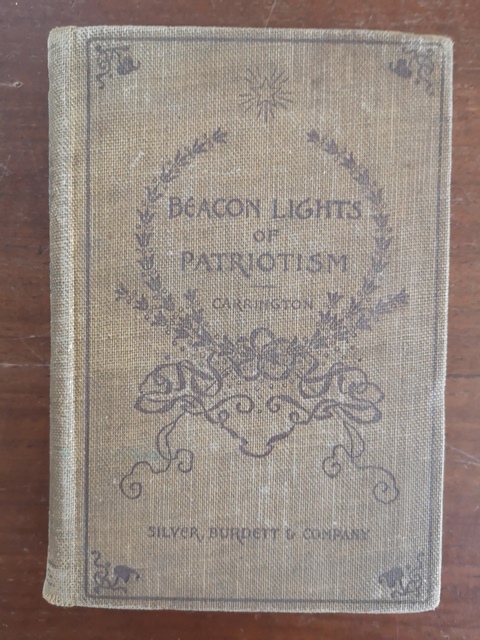 BEACON LIGHTS
OF
PATRIOTISM
CARRINGTON
SILVER, BURDETT & COMPANY